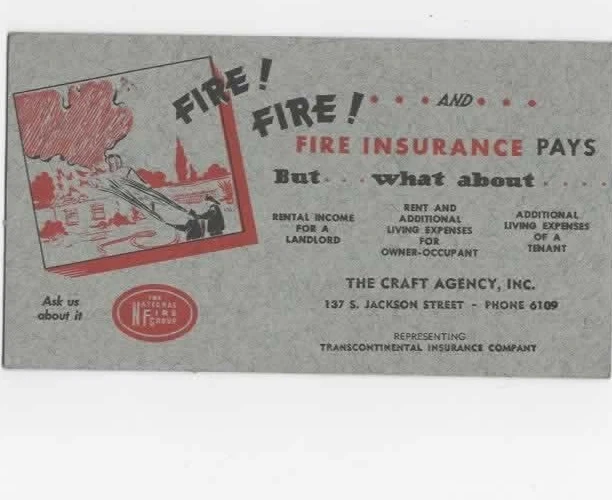 FIRE!
FIRE! • • • AND • • •
FIRE INSURANCE PAYS
But . . . what about . . . .
RENTAL INCOME
FOR A
LANDLORD
RENT AND
ADDITIONAL
LIVING EXPENSES
FOR
OWNER-OCCUPANT
ADDITIONAL
LIVING EXPENSES
OF A
TENANT
THE CRAFT AGENCY, INC.
137 S. JACKSON STREET - PHONE 6109
REPRESENTING
TRANSCONTINENTAL INSURANCE COMPANY
Ask us
about it
THE
NATIONAL
FIRE
GROUP